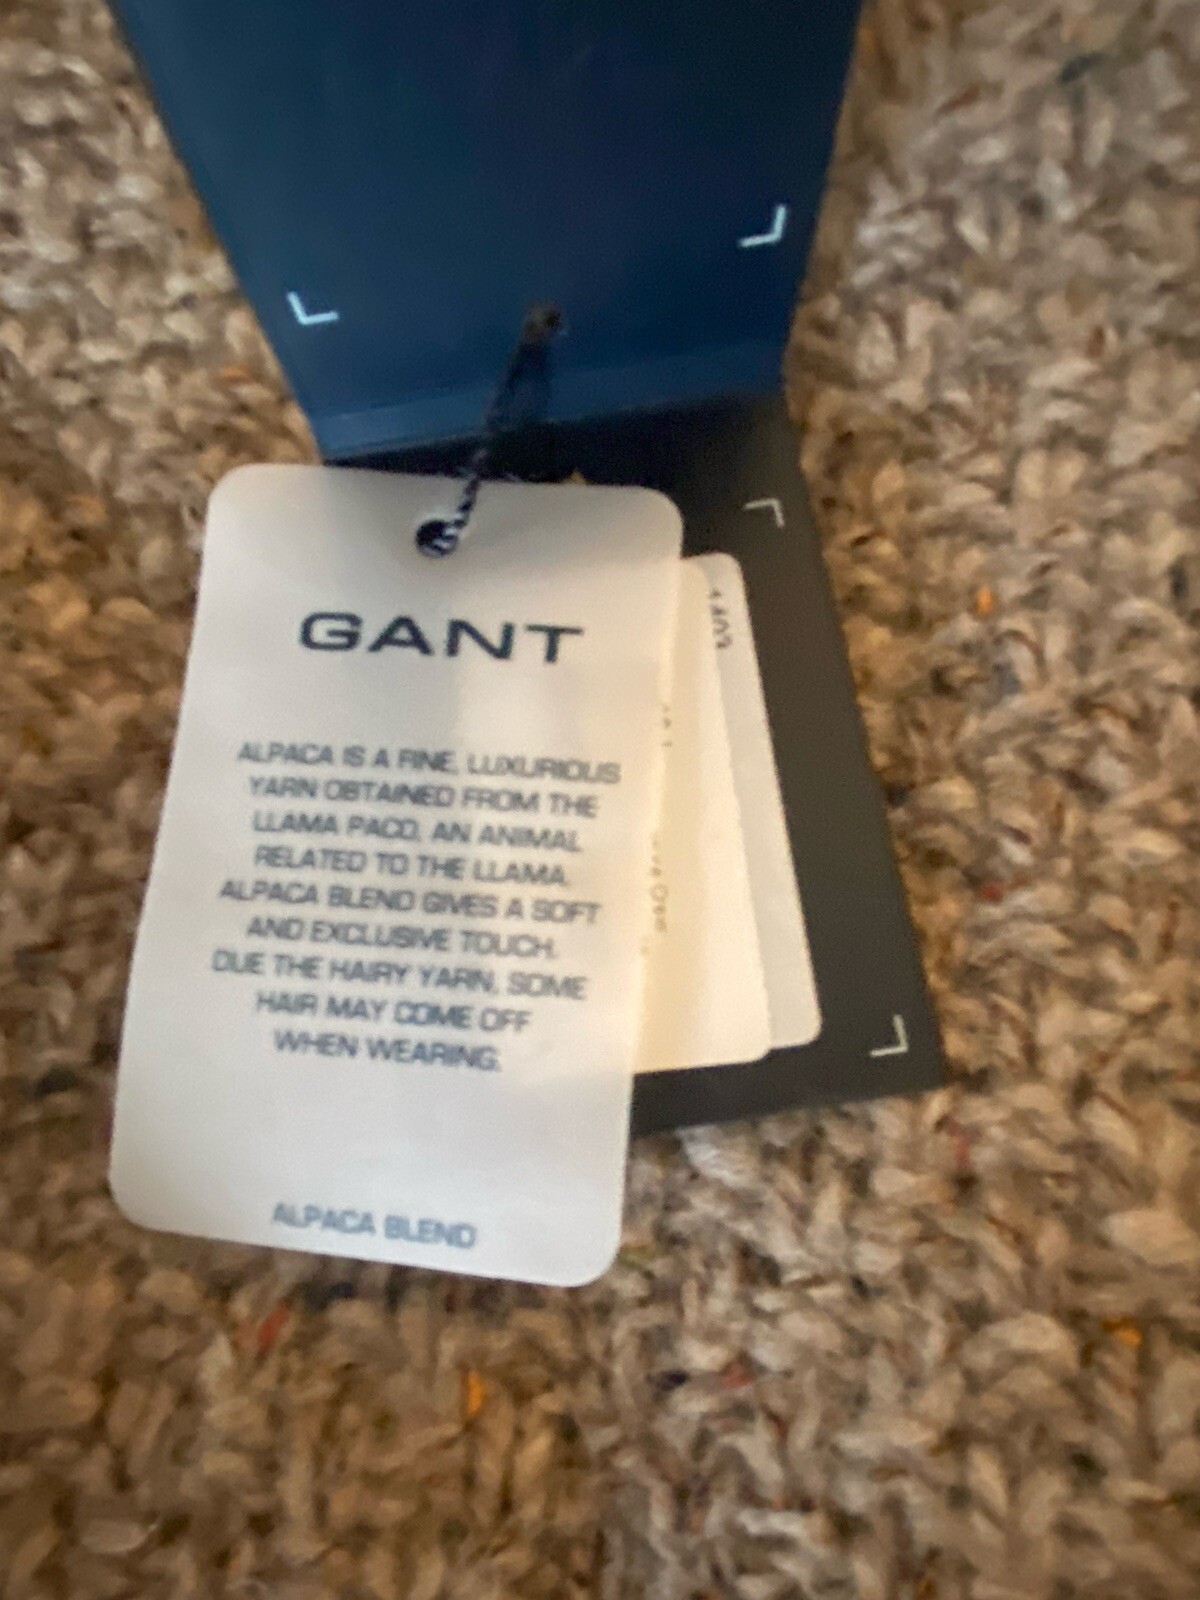 GANT
ALPACA IS A FINE, LUXURIOUS
YARN OBTAINED FROM THE
LLAMA PACO, AN ANIMAL
RELATED TO THE LLAMA.
ALPACA BLEND GIVES A SOFT
AND EXCLUSIVE TOUCH.
DUE THE HAIRY YARN, SOME
HAIR MAY COME OFF
WHEN WEARING.
ALPACA BLEND